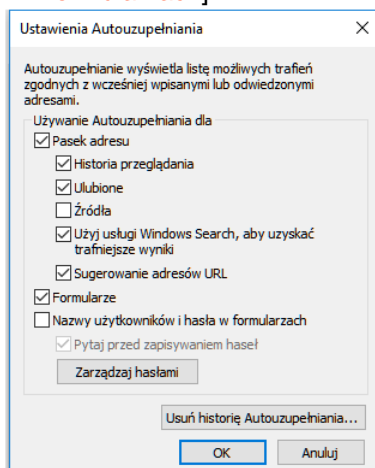 Ustawienia Autouzupełniania
Autouzupełnianie wyświetla listę możliwych trafień
zgodnych z wcześniej wpisanymi lub odwiedzonymi
adresami.
Używanie Autouzupełniania dla
Pasek adresu
Historia przeglądania
Ulubione
Źródła
Użyj usługi Windows Search, aby uzyskać
trafniejsze wyniki
Sugerowanie adresów URL
Formularze
Nazwy użytkowników i hasła w formularzach
Pytaj przed zapisywaniem haseł
Zarządzaj hasłami
Usuń historię Autouzupełniania...
OK Anuluj